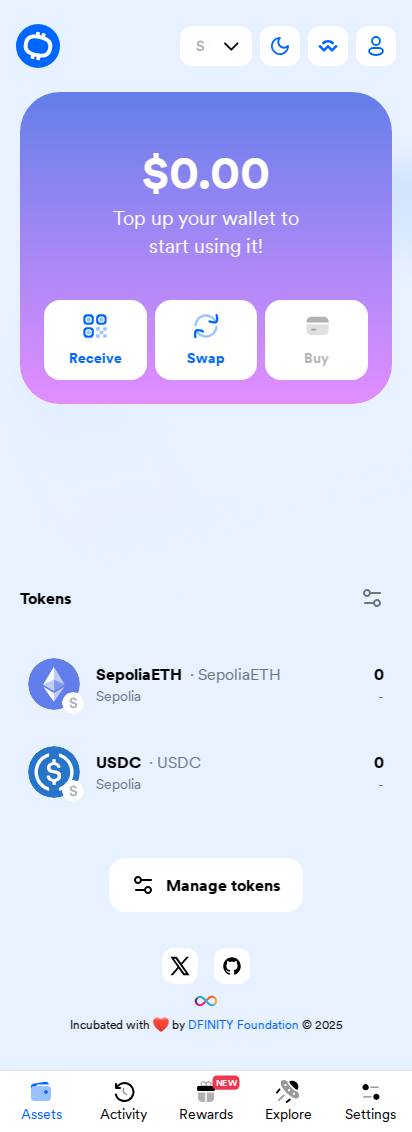 S
$0.00
Top up your wallet to
start using it!
Receive Swap Buy
Tokens
SepoliaETH · SepoliaETH 0
S Sepolia -
USDC · USDC 0
S Sepolia -
Manage tokens
Incubated with ❤️ by DFINITY Foundation © 2025
NEW
Assets Activity Rewards Explore Settings